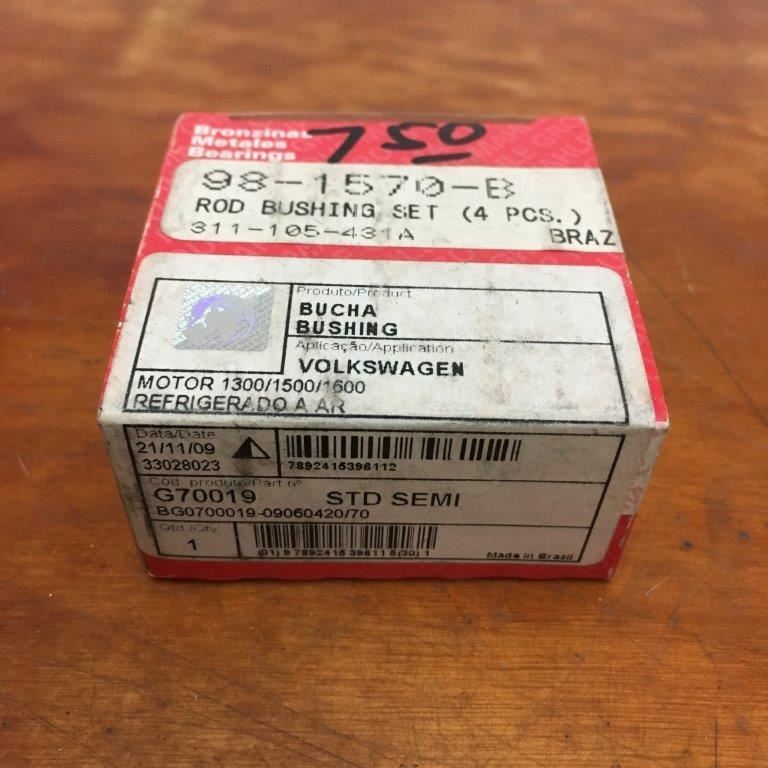 Bronzinas
Metales
Bearings
750
98-1570-B
ROD BUSHING SET (4 PCS.)
311-105-431A BRAZ
Produto/Product
BUCHA
BUSHING
Aplicação/Application
VOLKSWAGEN
MOTOR 1300/1500/1600
REFRIGERADO A AR
Data/Date
21/11/09
33028023
7892415396112
Cód. produto/Part nº
G70019 STD SEMI
BG0700019-09060420/70
Qtd./Qty
1
(01) 9 7892415 39611 5(30) 1
Made in Brazil